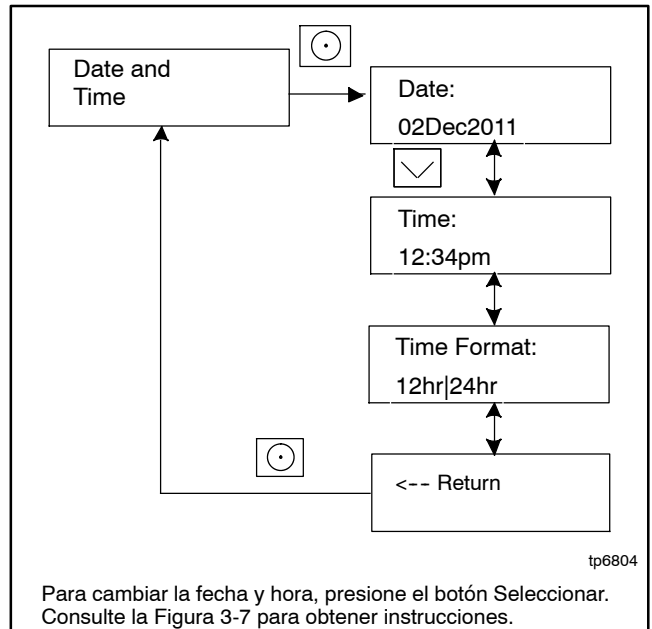 Date and
Time
Date:
02Dec2011
Time:
12:34pm
Time Format:
12hr|24hr
<-- Return
tp6804
Para cambiar la fecha y hora, presione el botón Seleccionar.
Consulte la Figura 3-7 para obtener instrucciones.